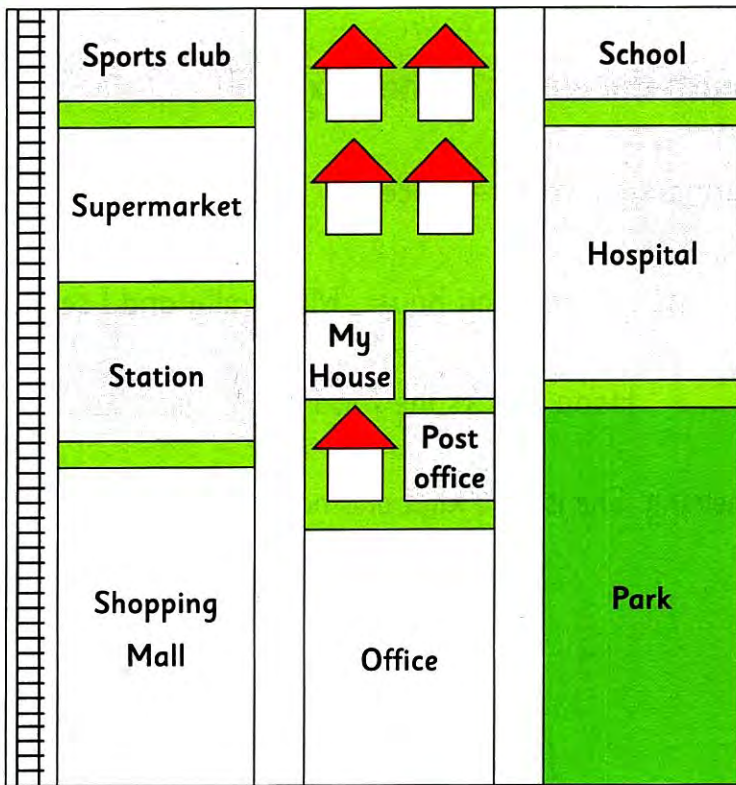 Sports club
School
Supermarket
Hospital
My
House
Station
Post
office
Shopping
Mall
Park
Office